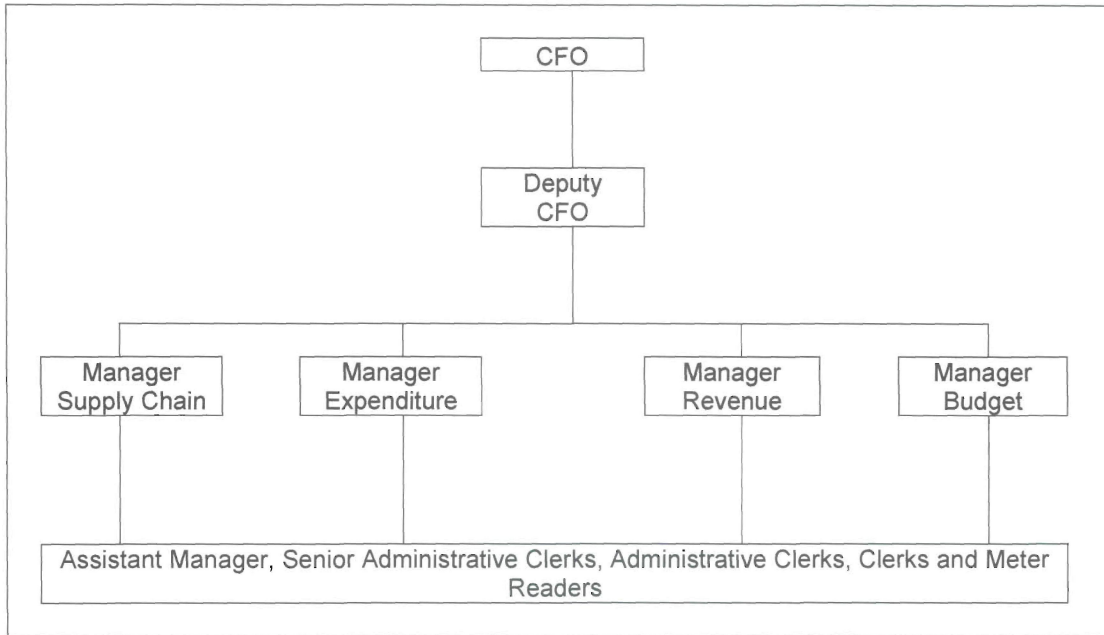 CFO
Deputy
CFO
Manager
Supply Chain
Manager
Expenditure
Manager
Revenue
Manager
Budget
Assistant Manager, Senior Administrative Clerks, Administrative Clerks, Clerks and Meter
Readers